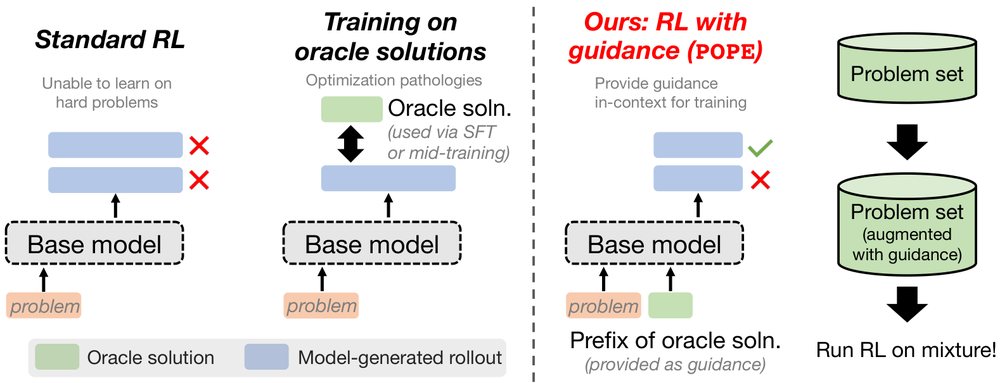 Standard RL
Unable to learn on
hard problems
Base model
problem
Training on
oracle solutions
Optimization pathologies
Oracle soln.
(used via SFT
or mid-training)
Base model
problem
Oracle solution
Model-generated rollout
Ours: RL with
guidance (POPE)
Provide guidance
in-context for training
Base model
problem
Prefix of oracle soln.
(provided as guidance)
Problem set
Problem set
(augmented
with guidance)
Run RL on mixture!